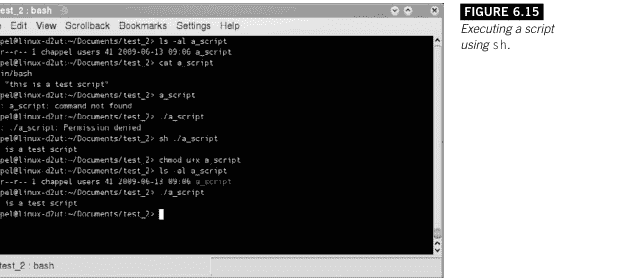 est_2 : bash
Edit View Scrollback Bookmarks Settings Help
pel@linux-d2ut:~/Documents/test_2> ls -al a_script
r--r-- 1 chappel users 41 2009-06-13 09:06 a_script
pel@linux-d2ut:~/Documents/test_2> cat a_script
in/bash
"this is a test script"
pel@linux-d2ut:~/Documents/test_2> a_script
: a_script: command not found
pel@linux-d2ut:~/Documents/test_2> ./a_script
: ./a_script: Permission denied
pel@linux-d2ut:~/Documents/test_2> sh ./a_script
is a test script
pel@linux-d2ut:~/Documents/test_2> chmod u+x a_script
pel@linux-d2ut:~/Documents/test_2> ls -al a_script
r--r-- 1 chappel users 41 2009-06-13 09:06 a_script
pel@linux-d2ut:~/Documents/test_2> ./a_script
is a test script
pel@linux-d2ut:~/Documents/test_2>
test_2 : bash
FIGURE 6.15
Executing a script
using sh.